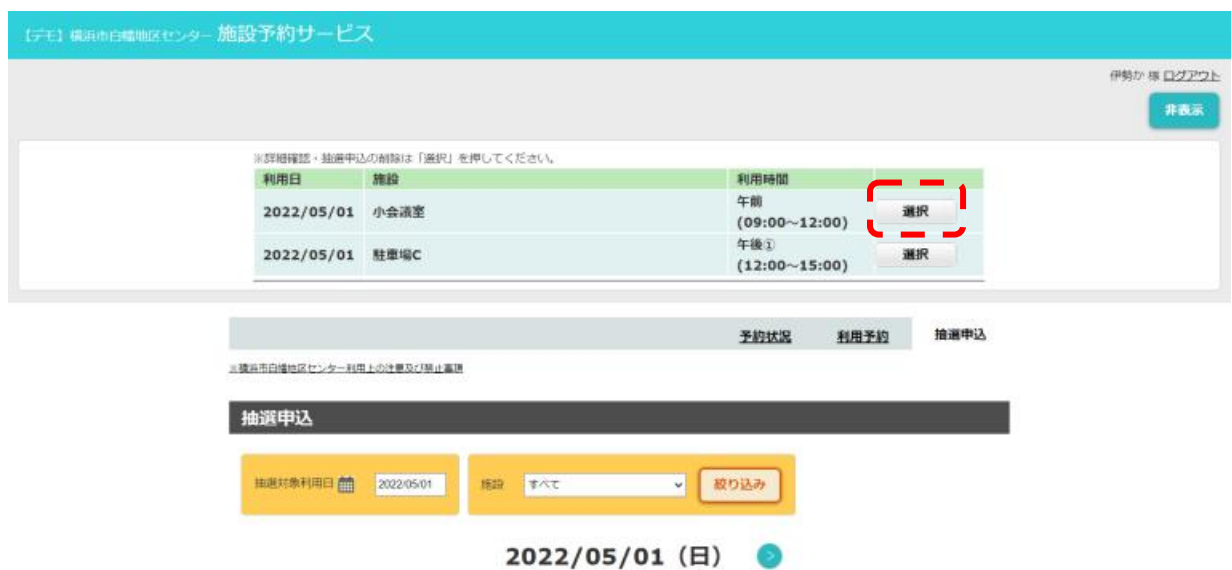 【デモ】横浜市白幡地区センター 施設予約サービス
伊勢か 様 ログアウト
非表示
※詳細確認・抽選申込の削除は「選択」を押してください。
利用日 施設 利用時間
2022/05/01 小会議室 午前 (09:00～12:00) 選択
2022/05/01 駐車場C 午後① (12:00～15:00) 選択
予約状況 利用予約 抽選申込
※横浜市白幡地区センター利用上の注意及び禁止事項
抽選申込
抽選対象利用日 2022/05/01 施設 すべて 絞り込み
2022/05/01（日） >